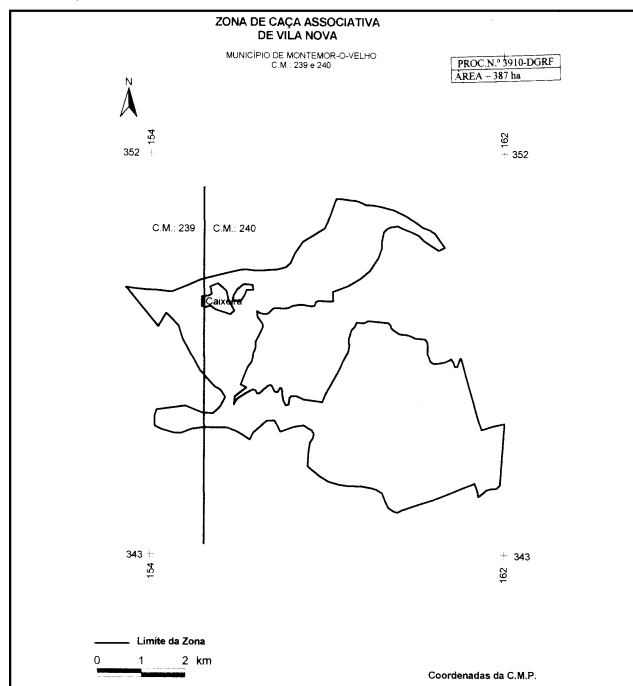 ZONA DE CAÇA ASSOCIATIVA
DE VILA NOVA
MUNICÍPIO DE MONTEMOR-O-VELHO
C.M.: 239 e 240
PROC.N.º 3910-DGRF
ÁREA – 387 ha
N
154
162
352
352
C.M.: 239
C.M.: 240
Caixeira
343
343
154
162
Limite da Zona
0 1 2 km
Coordenadas da C.M.P.